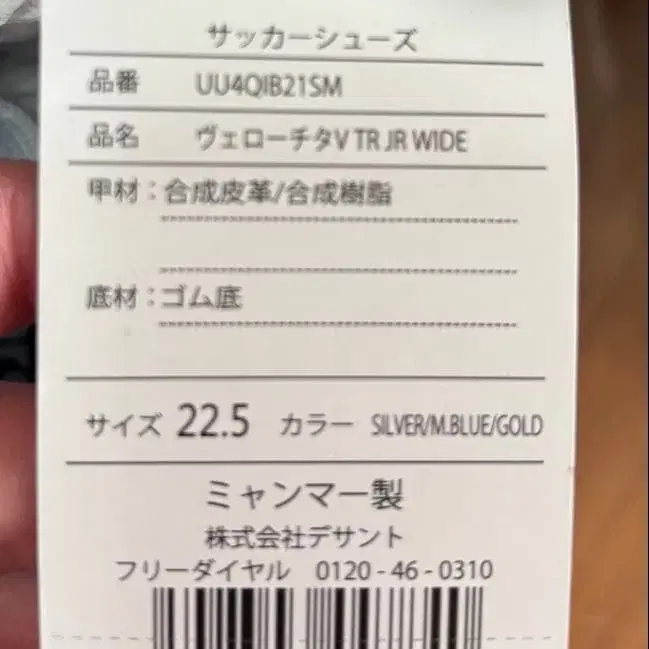 サッカーシューズ
品番 UU4QIB21SM
品名 ヴェローチタV TR JR WIDE
甲材：合成皮革/合成樹脂
底材：ゴム底
サイズ 22.5 カラー SILVER/M.BLUE/GOLD
ミャンマー製
株式会社デサント
フリーダイヤル 0120-46-0310